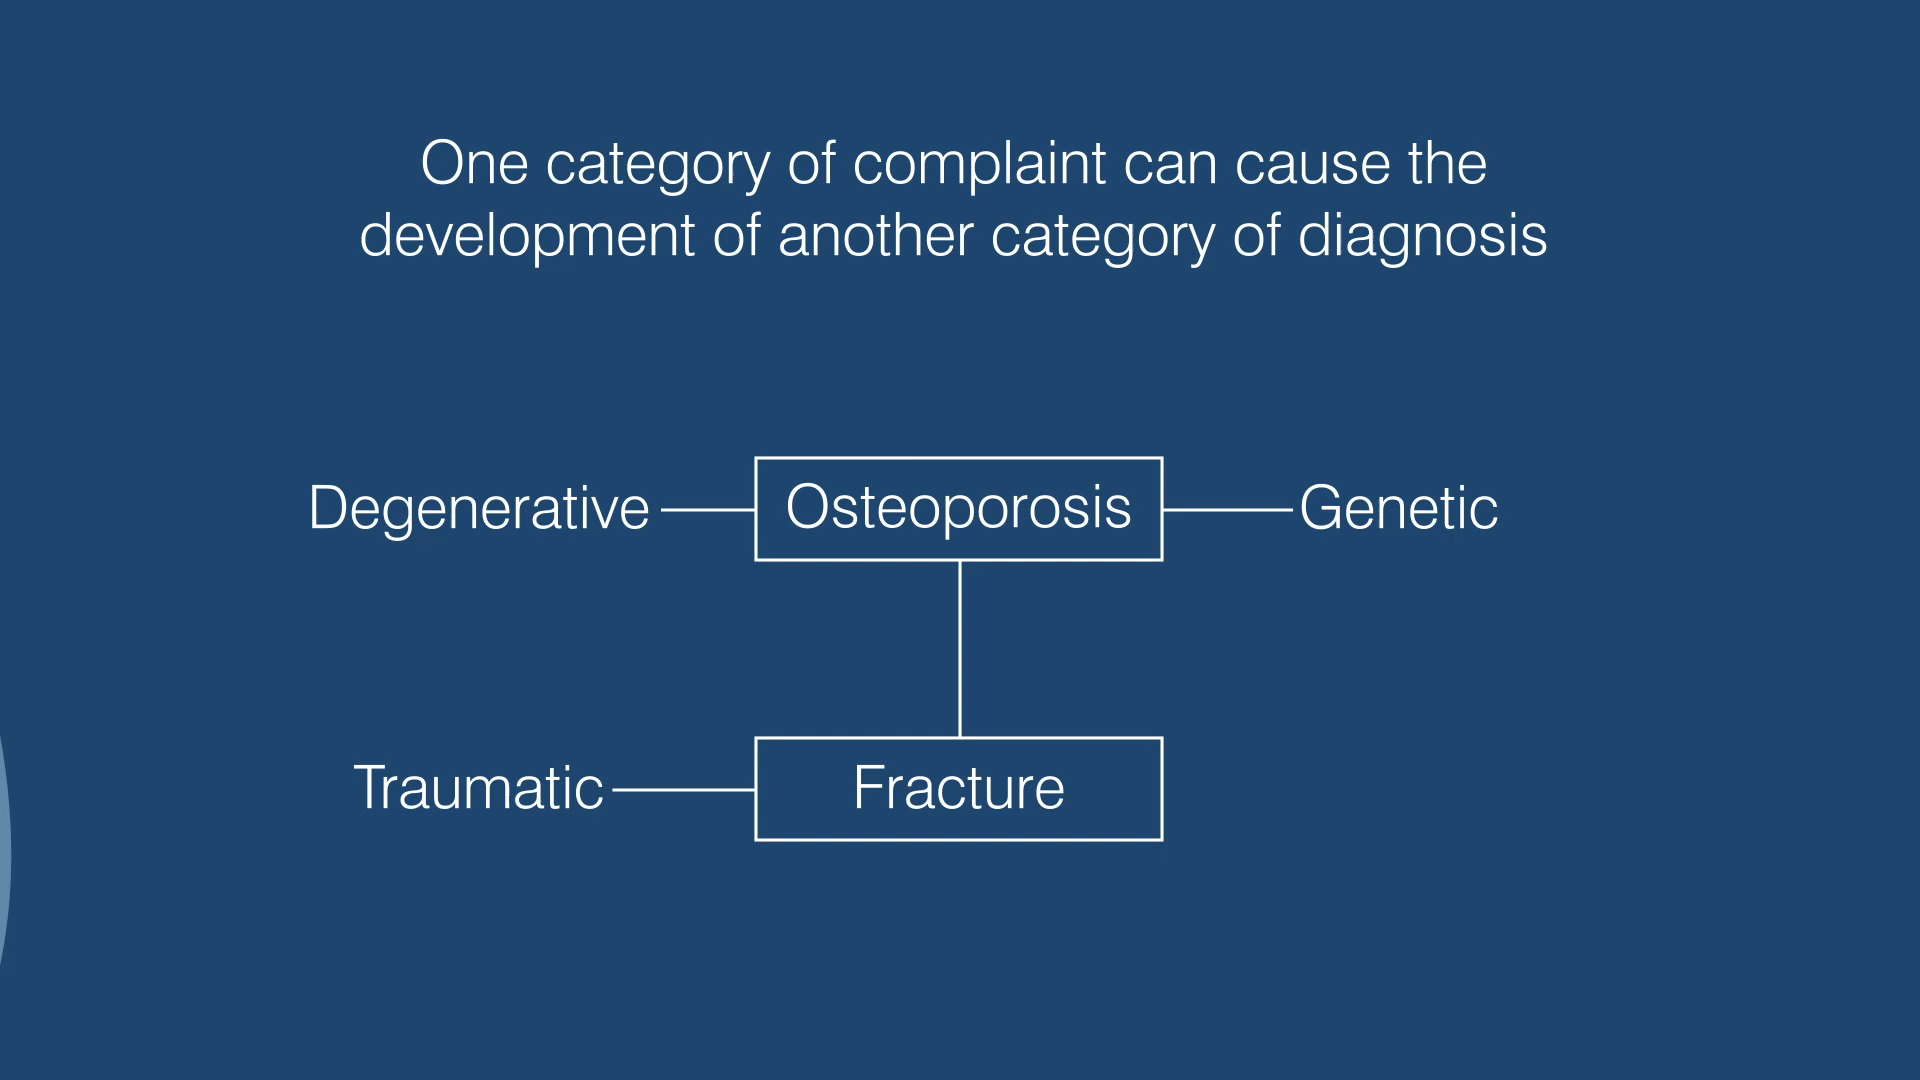 One category of complaint can cause the
development of another category of diagnosis
Degenerative
Osteoporosis
Genetic
Traumatic
Fracture